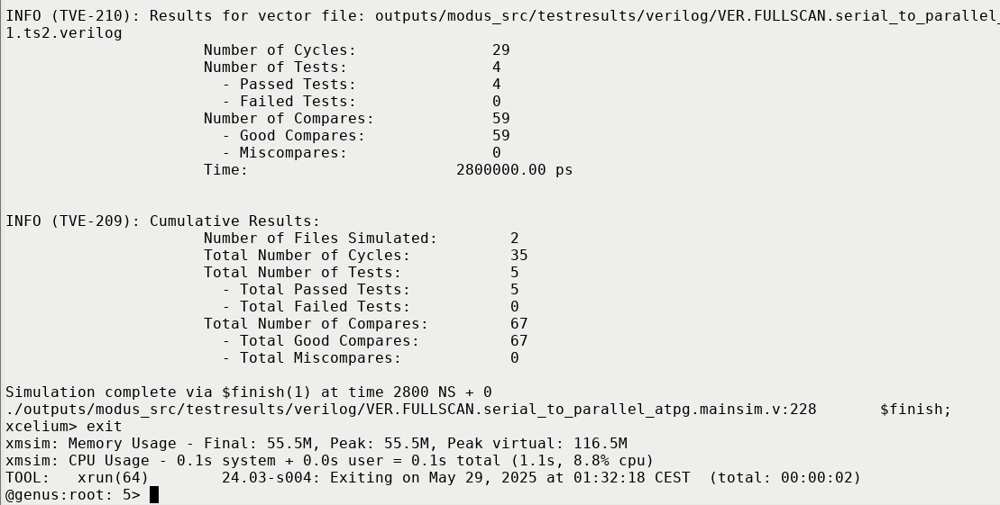 INFO (TVE-210): Results for vector file: outputs/modus_src/testresults/verilog/VER.FULLSCAN.serial_to_parallel_
1.ts2.verilog
Number of Cycles: 29
Number of Tests: 4
- Passed Tests: 4
- Failed Tests: 0
Number of Compares: 59
- Good Compares: 59
- Miscompares: 0
Time: 2800000.00 ps
INFO (TVE-209): Cumulative Results:
Number of Files Simulated: 2
Total Number of Cycles: 35
Total Number of Tests: 5
- Total Passed Tests: 5
- Total Failed Tests: 0
Total Number of Compares: 67
- Total Good Compares: 67
- Total Miscompares: 0
Simulation complete via $finish(1) at time 2800 NS + 0
./outputs/modus_src/testresults/verilog/VER.FULLSCAN.serial_to_parallel_atpg.mainsim.v:228 $finish;
xcelium> exit
xmsim: Memory Usage - Final: 55.5M, Peak: 55.5M, Peak virtual: 116.5M
xmsim: CPU Usage - 0.1s system + 0.0s user = 0.1s total (1.1s, 8.8% cpu)
TOOL: xrun(64) 24.03-s004: Exiting on May 29, 2025 at 01:32:18 CEST (total: 00:00:02)
@genus:root: 5>